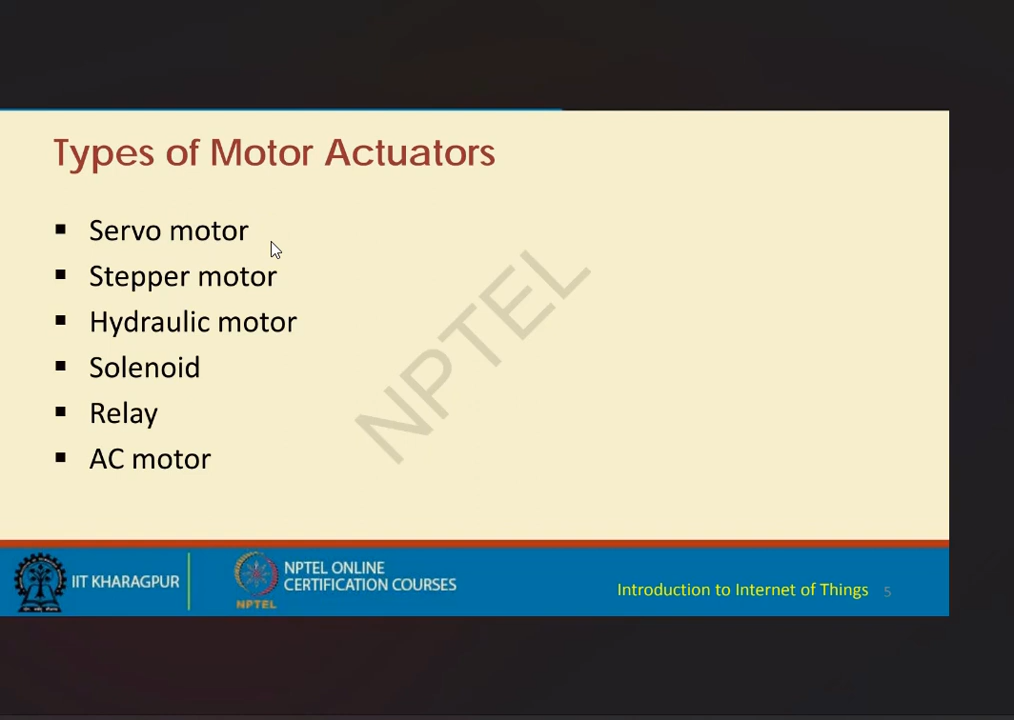 Types of Motor Actuators
▪ Servo motor
▪ Stepper motor
▪ Hydraulic motor
▪ Solenoid
▪ Relay
▪ AC motor
NPTEL
IIT KHARAGPUR
NPTEL
NPTEL ONLINE
CERTIFICATION COURSES
Introduction to Internet of Things 5